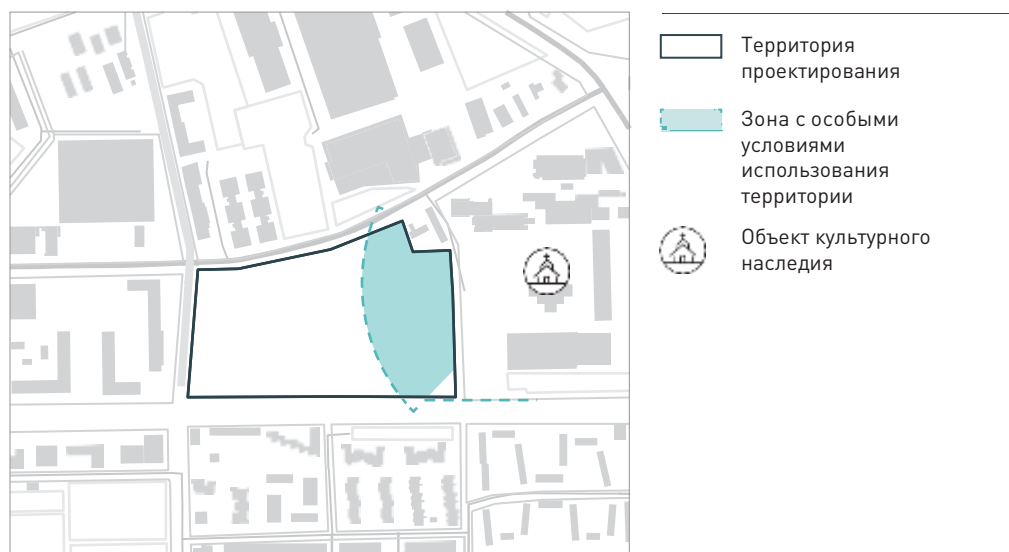 Территория
проектирования
Зона с особыми
условиями
использования
территории
Объект культурного
наследия